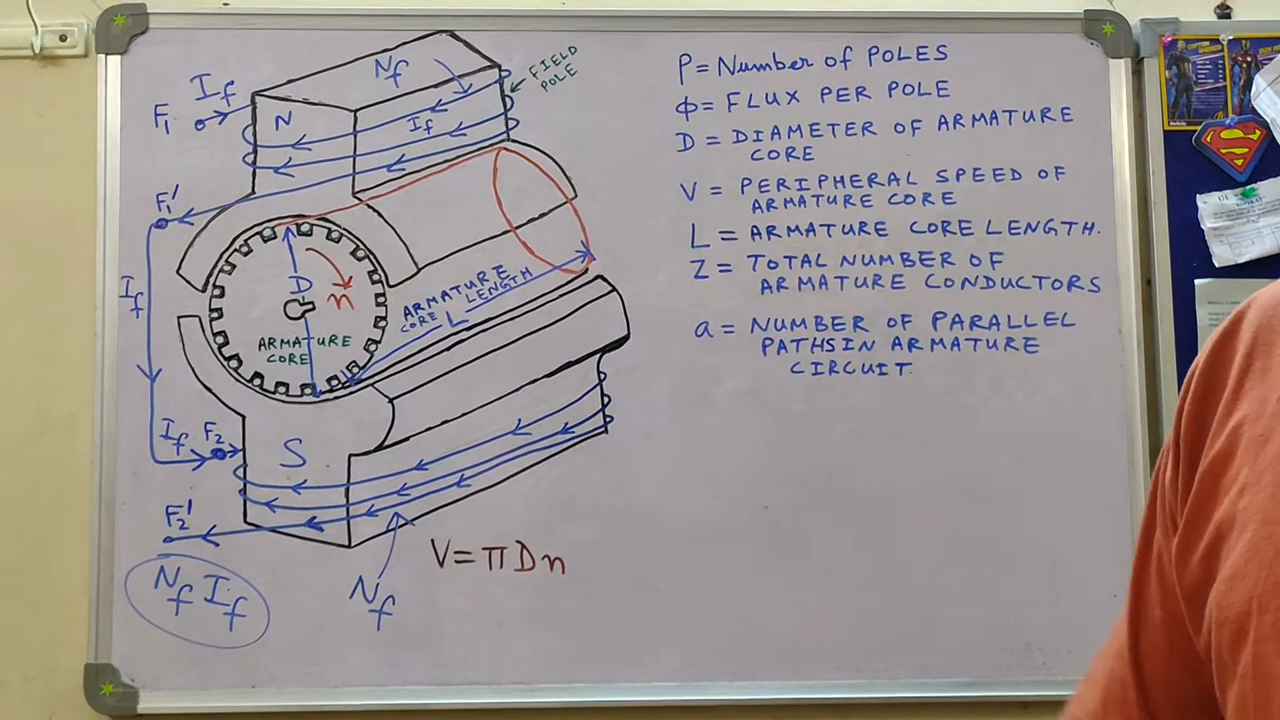 P = Number of POLES
Φ = FLUX PER POLE
D = DIAMETER OF ARMATURE
CORE
V = PERIPHERAL SPEED OF
ARMATURE CORE
L = ARMATURE CORE LENGTH.
Z = TOTAL NUMBER OF
ARMATURE CONDUCTORS
a = NUMBER OF PARALLEL
PATHS IN ARMATURE
CIRCUIT.
If
F1
N
Nf
If
FIELD
POLE
F1'
If
D
n
ARMATURE
CORE LENGTH
L
ARMATURE
CORE
If
F2
S
F2'
Nf If
Nf
V = π D n